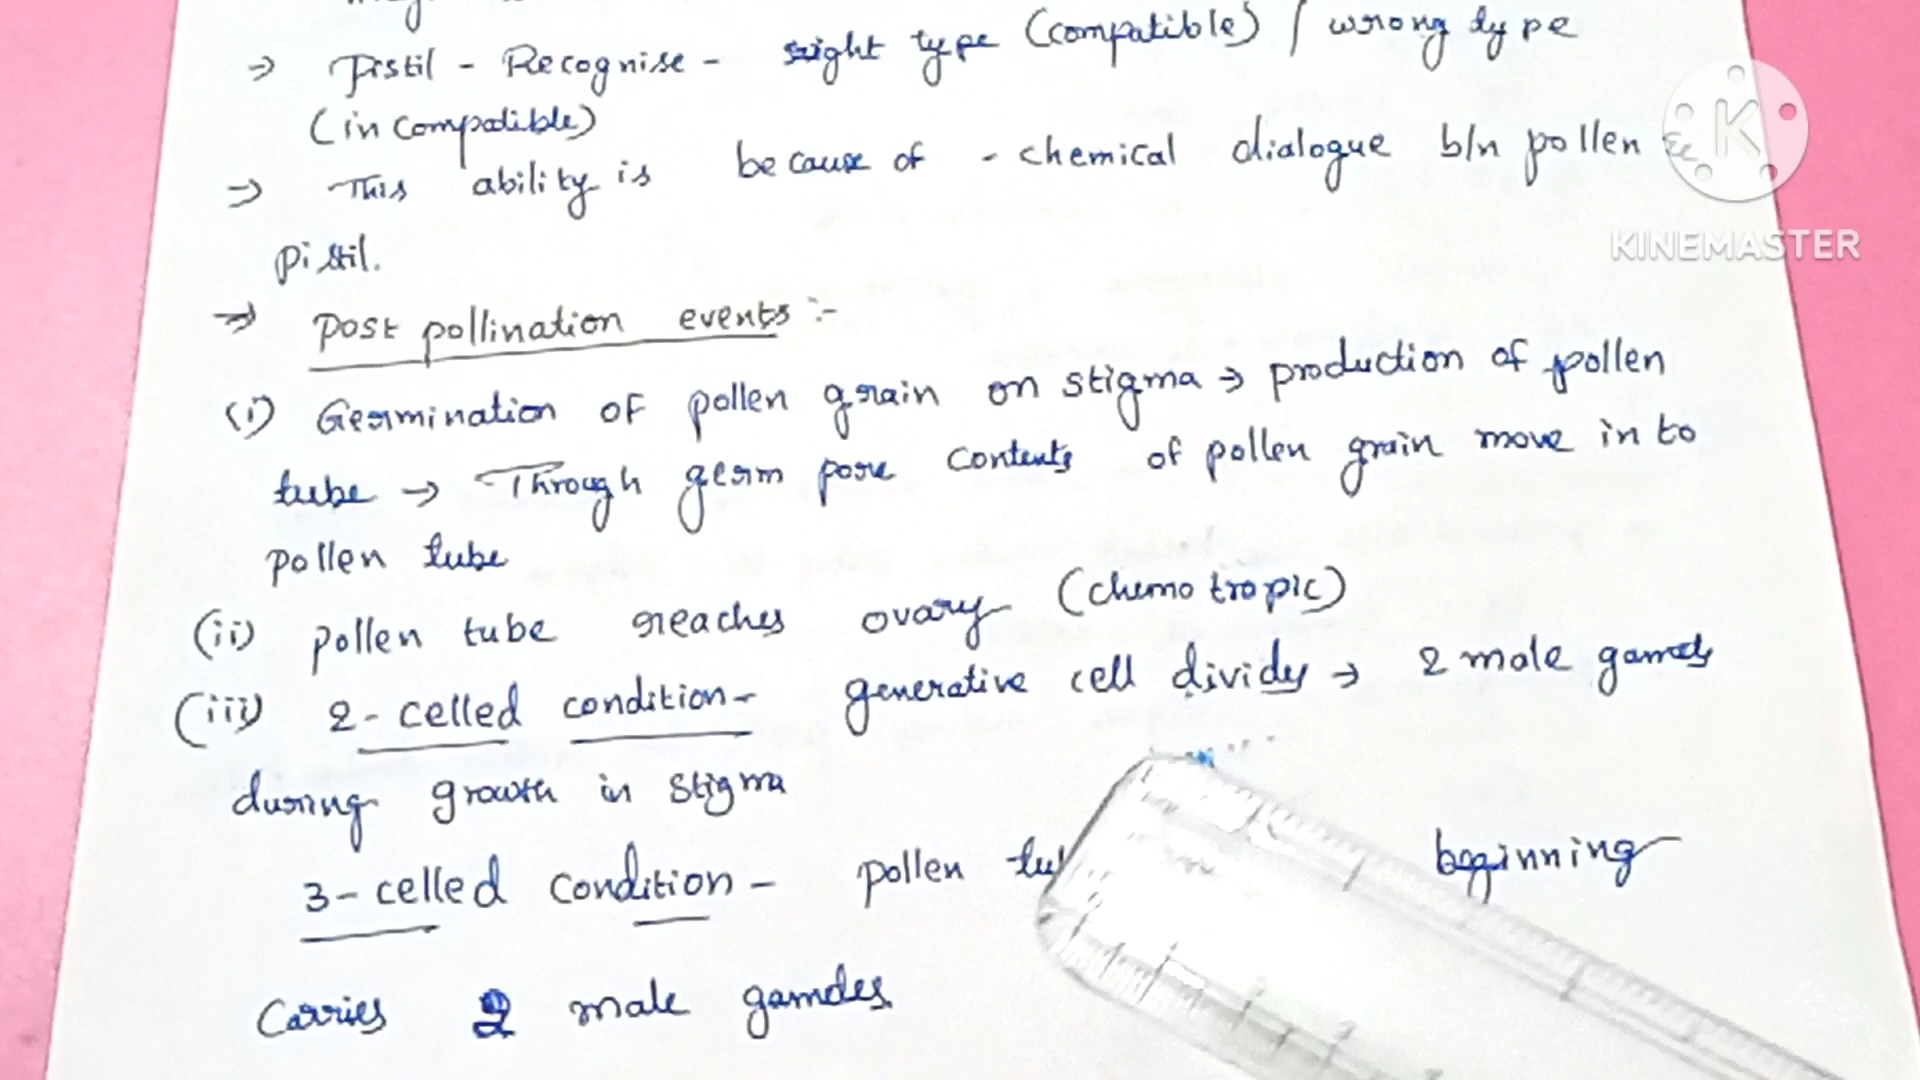 ⇒ Pistil - Recognise - right type (compatible) / wrong type
(in compatible)
⇒ This ability is because of - chemical dialogue b/n pollen &
pistil.
⇒ post pollination events :-
(i) Germination of pollen grain on stigma → production of pollen
tube → Through germ pore contents of pollen grain move in to
pollen tube
(ii) pollen tube reaches ovary (chemo tropic)
(iii) 2-celled condition - generative cell divides → 2 male gametes
during growth in stigma
3-celled condition - pollen beginning
Carries 2 male gametes
KINEMASTER